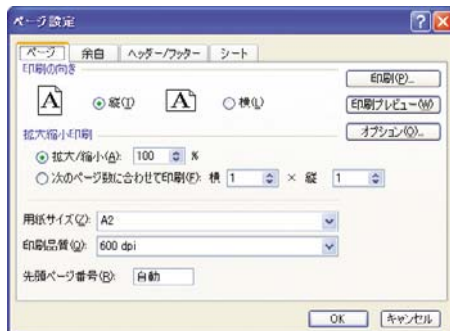 ページ設定
ページ 余白 ヘッダー/フッター シート
印刷の向き
A 縦(T) A 横(L)
印刷(P)...
印刷プレビュー(W)
オプション(O)...
拡大縮小印刷
拡大/縮小(A): 100 %
次のページ数に合わせて印刷(F): 横 1 × 縦 1
用紙サイズ(Z): A2
印刷品質(Q): 600 dpi
先頭ページ番号(R): 自動
OK キャンセル